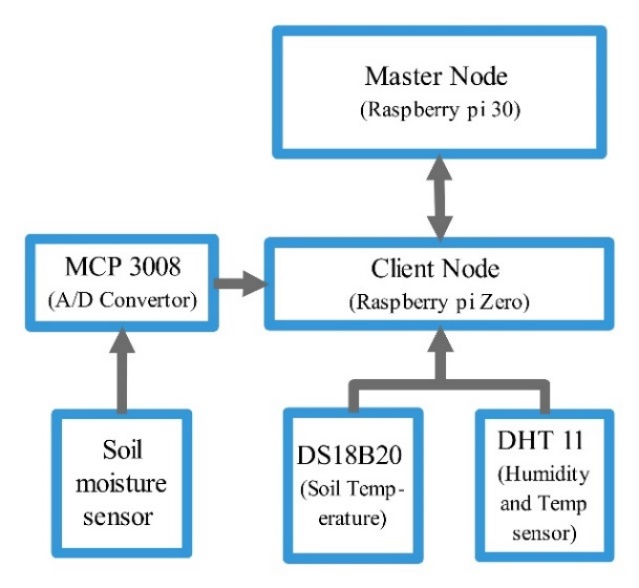 Master Node
(Raspberry pi 30)
MCP 3008
(A/D Convertor)
Client Node
(Raspberry pi Zero)
Soil
moisture
sensor
DS18B20
(Soil Temp-
erature)
DHT 11
(Humidity
and Temp
sensor)